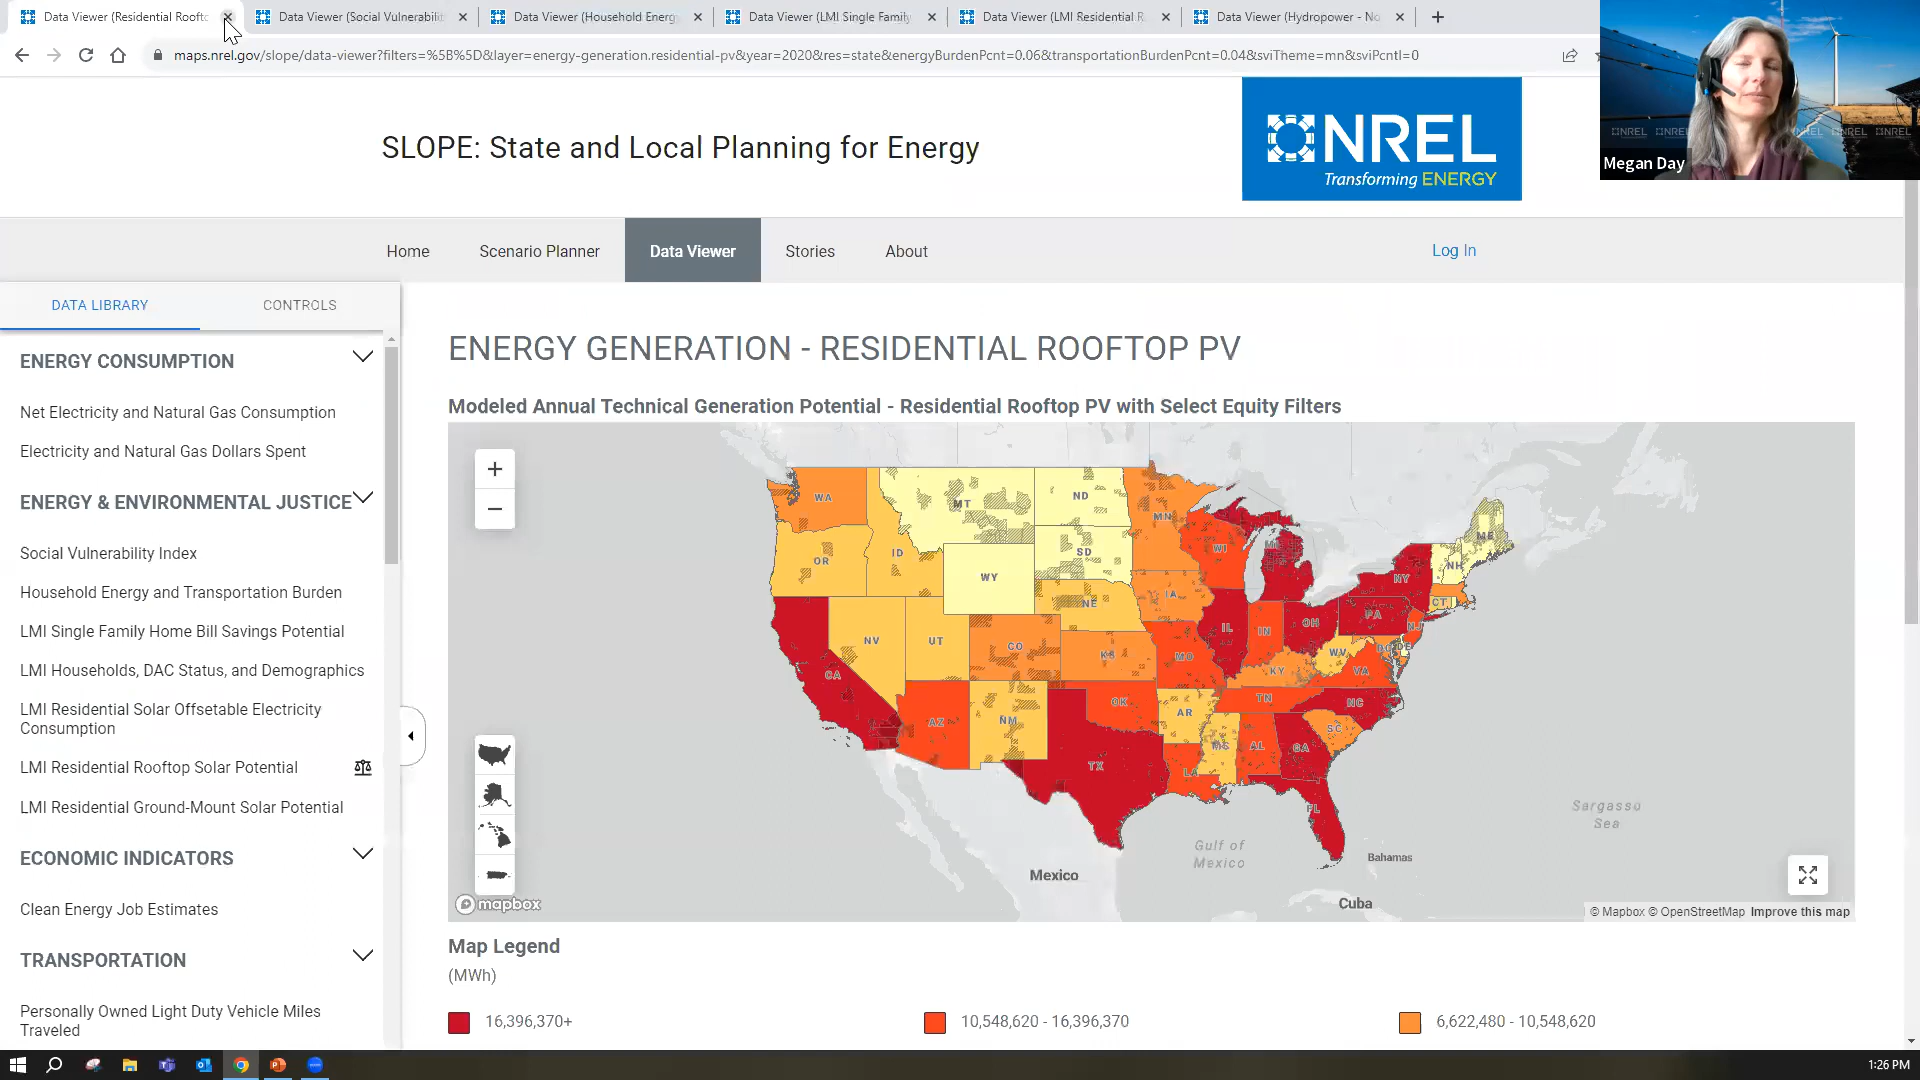 Data Viewer (Residential Roofto
Data Viewer (Social Vulnerabilit
Data Viewer (Household Energy
Data Viewer (LMI Single Family
Data Viewer (LMI Residential R
Data Viewer (Hydropower - No
maps.nrel.gov/slope/data-viewer?filters=%5B%5D&layer=energy-generation.residential-pv&year=2020&res=state&energyBurdenPcnt=0.06&transportationBurdenPcnt=0.04&sviTheme=mn&sviPcntl=0
SLOPE: State and Local Planning for Energy
NREL
Transforming ENERGY
NREL NREL NREL NREL NREL
Megan Day
Home
Scenario Planner
Data Viewer
Stories
About
Log In
DATA LIBRARY
CONTROLS
ENERGY CONSUMPTION
Net Electricity and Natural Gas Consumption
Electricity and Natural Gas Dollars Spent
ENERGY & ENVIRONMENTAL JUSTICE
Social Vulnerability Index
Household Energy and Transportation Burden
LMI Single Family Home Bill Savings Potential
LMI Households, DAC Status, and Demographics
LMI Residential Solar Offsetable Electricity
Consumption
LMI Residential Rooftop Solar Potential
LMI Residential Ground-Mount Solar Potential
ECONOMIC INDICATORS
Clean Energy Job Estimates
TRANSPORTATION
Personally Owned Light Duty Vehicle Miles
Traveled
ENERGY GENERATION - RESIDENTIAL ROOFTOP PV
Modeled Annual Technical Generation Potential - Residential Rooftop PV with Select Equity Filters
WA
MT
ND
MN
ME
OR
ID
WY
SD
WI
MI
NY
NH
NV
UT
NE
IA
IL
IN
OH
PA
CT
NJ
CA
CO
KS
MO
KY
WV
VA
DC
DE
AZ
NM
OK
AR
TN
NC
SC
TX
LA
MS
AL
GA
FL
Mexico
Gulf of
Mexico
Bahamas
Cuba
Sargasso
Sea
mapbox
© Mapbox © OpenStreetMap Improve this map
Map Legend
(MWh)
16,396,370+
10,548,620 - 16,396,370
6,622,480 - 10,548,620
1:26 PM